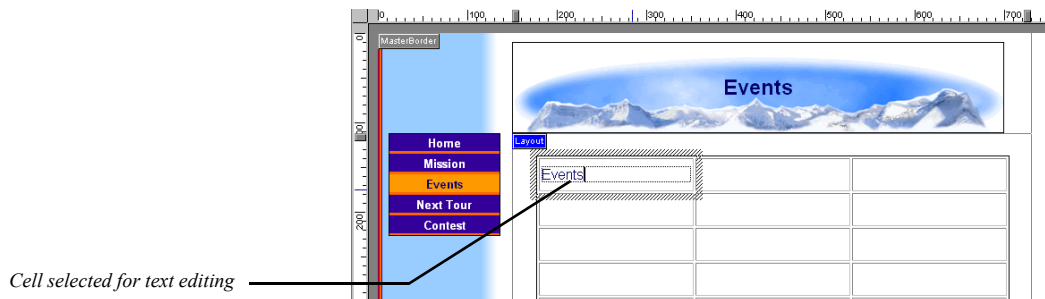 0 100 200 300 400 500 600 700
MasterBorder
0
Events
100
Home
Layout
Mission
Events
Events
Next Tour
200
Contest
Cell selected for text editing